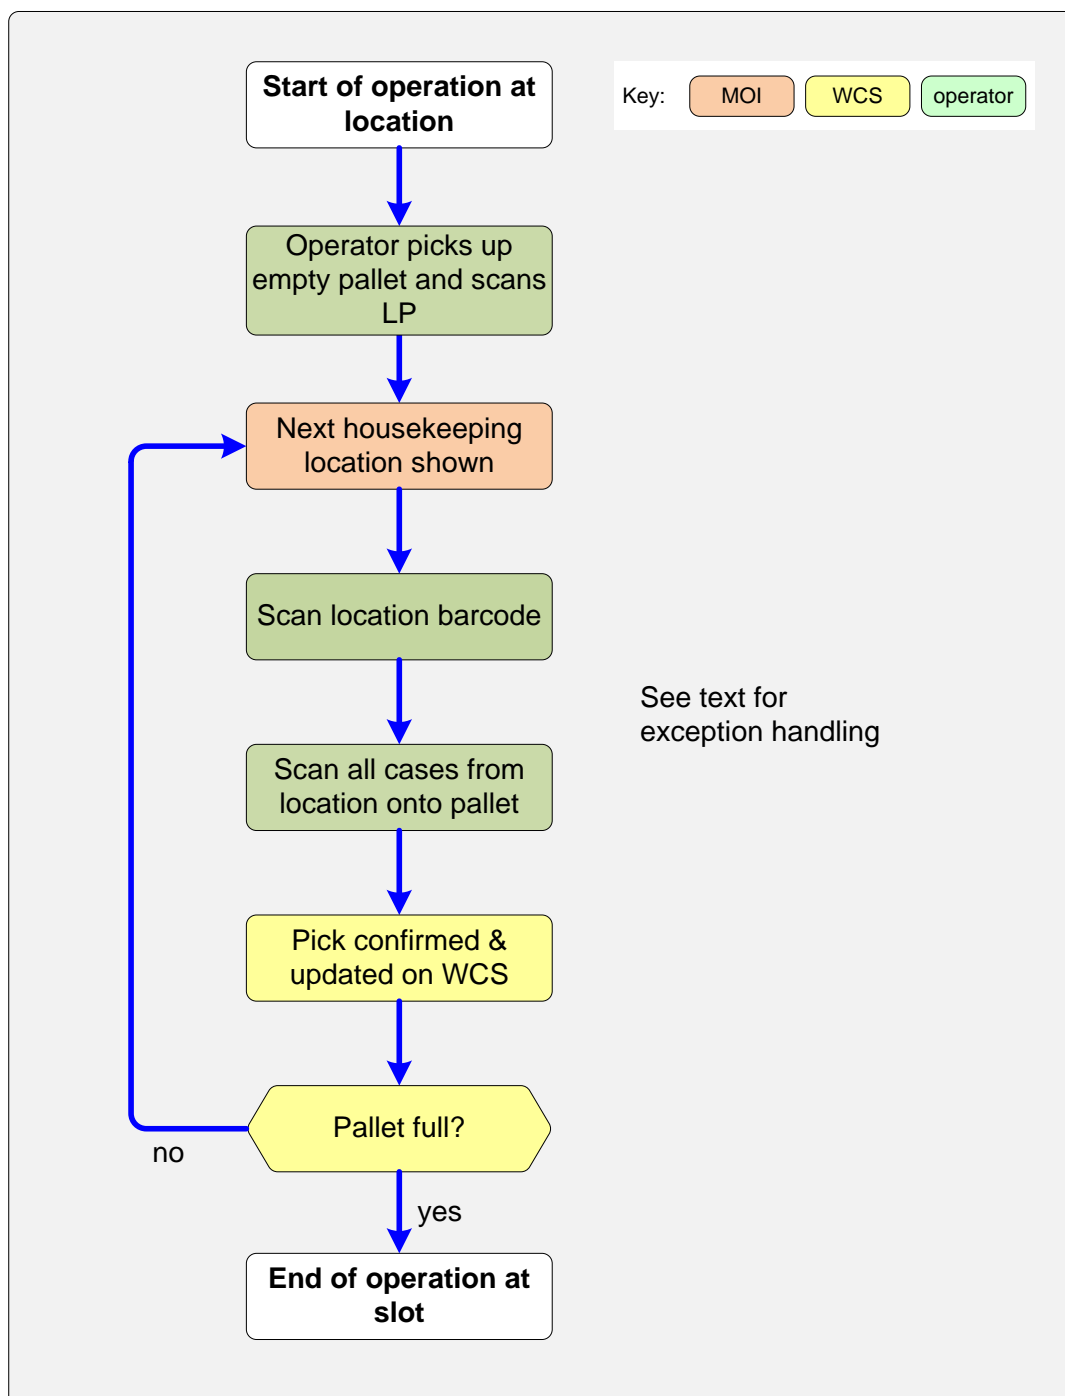 Start of operation at
location
Key:
MOI
WCS
operator
Operator picks up
empty pallet and scans
LP
Next housekeeping
location shown
Scan location barcode
See text for
exception handling
Scan all cases from
location onto pallet
Pick confirmed &
updated on WCS
Pallet full?
no
yes
End of operation at
slot